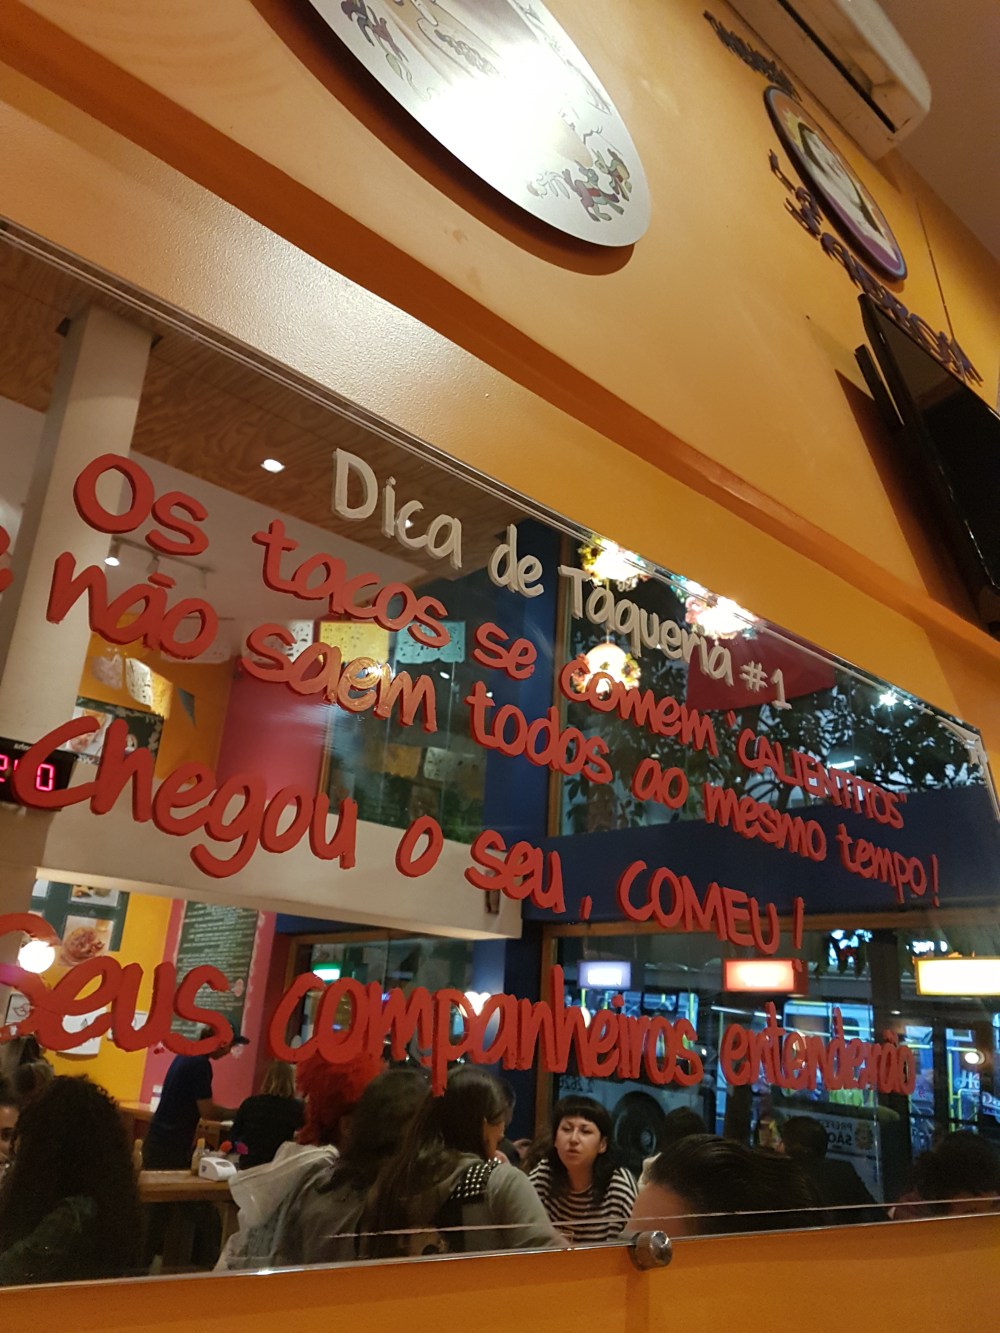 Dica de Taqueria #1
Os tacos se comem "CALIENTITOS"
e não saem todos ao mesmo tempo!
Chegou o seu, COMEU!
Seus companheiros entenderão